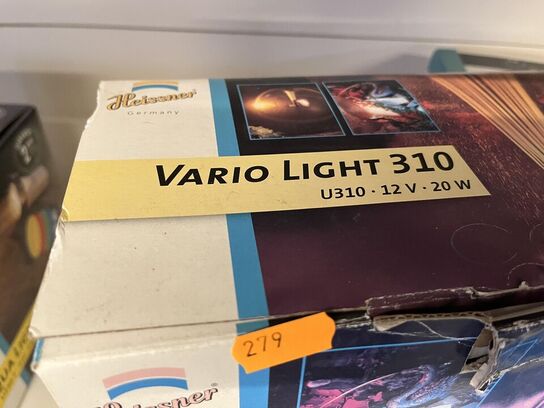 Heissner
Germany
VARIO LIGHT 310
U310 · 12 V · 20 W
279
Heissner